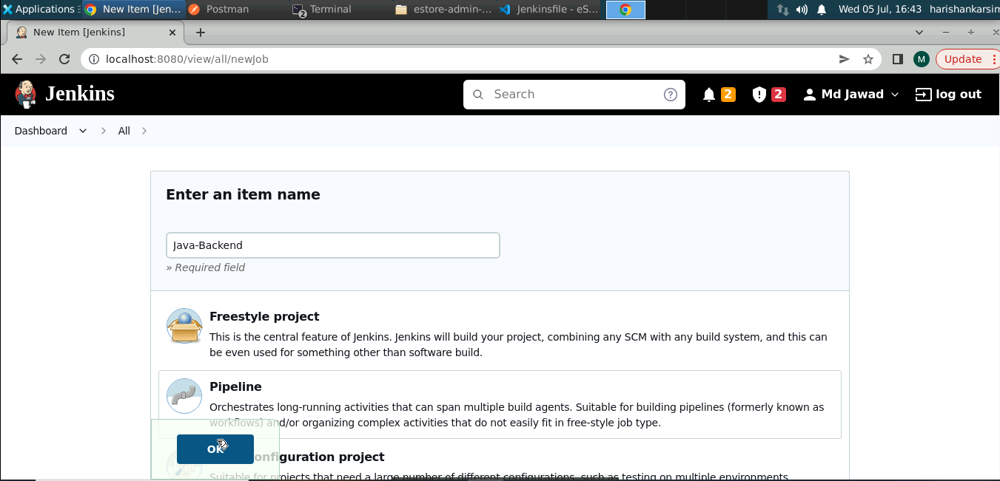 Applications
New Item [Jen...
Postman
2
Terminal
estore-admin-...
Jenkinsfile - eS...
Wed 05 Jul, 16:43
harishankarsim
New Item [Jenkins]
localhost:8080/view/all/newJob
M
Update
Jenkins
Search
2
2
Md Jawad
log out
Dashboard
All
Enter an item name
Java-Backend
» Required field
Freestyle project
This is the central feature of Jenkins. Jenkins will build your project, combining any SCM with any build system, and this can
be even used for something other than software build.
Pipeline
Orchestrates long-running activities that can span multiple build agents. Suitable for building pipelines (formerly known as
workflows) and/or organizing complex activities that do not easily fit in free-style job type.
OK
onfiguration project
Suitable for projects that need a large number of different configurations, such as testing on multiple environments